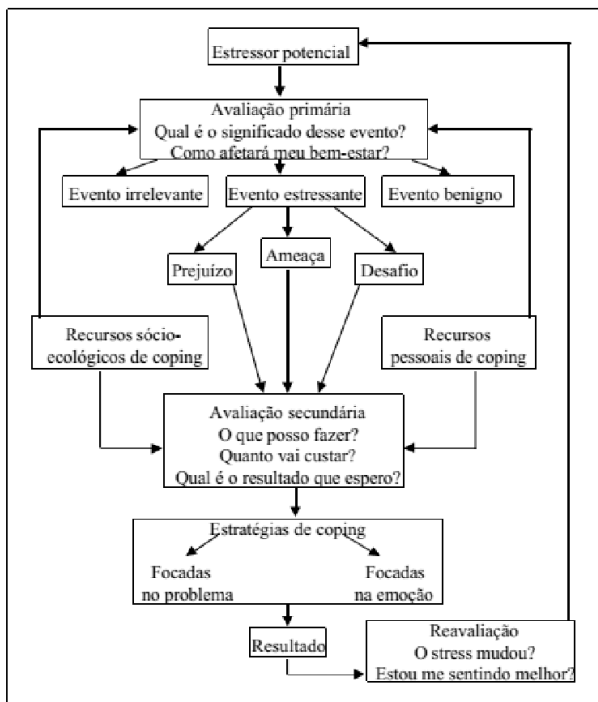 Estressor potencial
Avaliação primária
Qual é o significado desse evento?
Como afetará meu bem-estar?
Evento irrelevante
Evento estressante
Evento benigno
Prejuízo
Ameaça
Desafio
Recursos sócio-
ecológicos de coping
Recursos
pessoais de coping
Avaliação secundária
O que posso fazer?
Quanto vai custar?
Qual é o resultado que espero?
Estratégias de coping
Focadas
no problema
Focadas
na emoção
Resultado
Reavaliação
O stress mudou?
Estou me sentindo melhor?